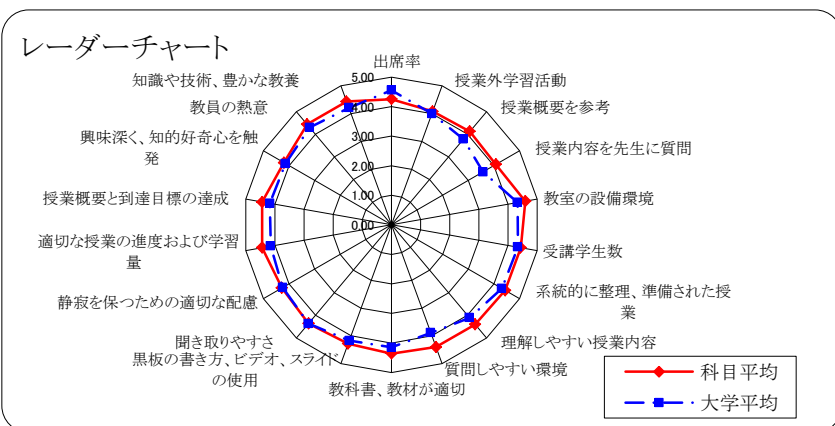 レーダーチャート
出席率
授業外学習活動
授業概要を参考
授業内容を先生に質問
教室の設備環境
受講学生数
系統的に整理、準備された授
業
理解しやすい授業内容
質問しやすい環境
教科書、教材が適切
黒板の書き方、ビデオ、スライド
の使用
聞き取りやすさ
静寂を保つための適切な配慮
適切な授業の進度および学習
量
授業概要と到達目標の達成
興味深く、知的好奇心を触
発
教員の熱意
知識や技術、豊かな教養
5.00
4.00
3.00
2.00
1.00
0.00
科目平均
大学平均